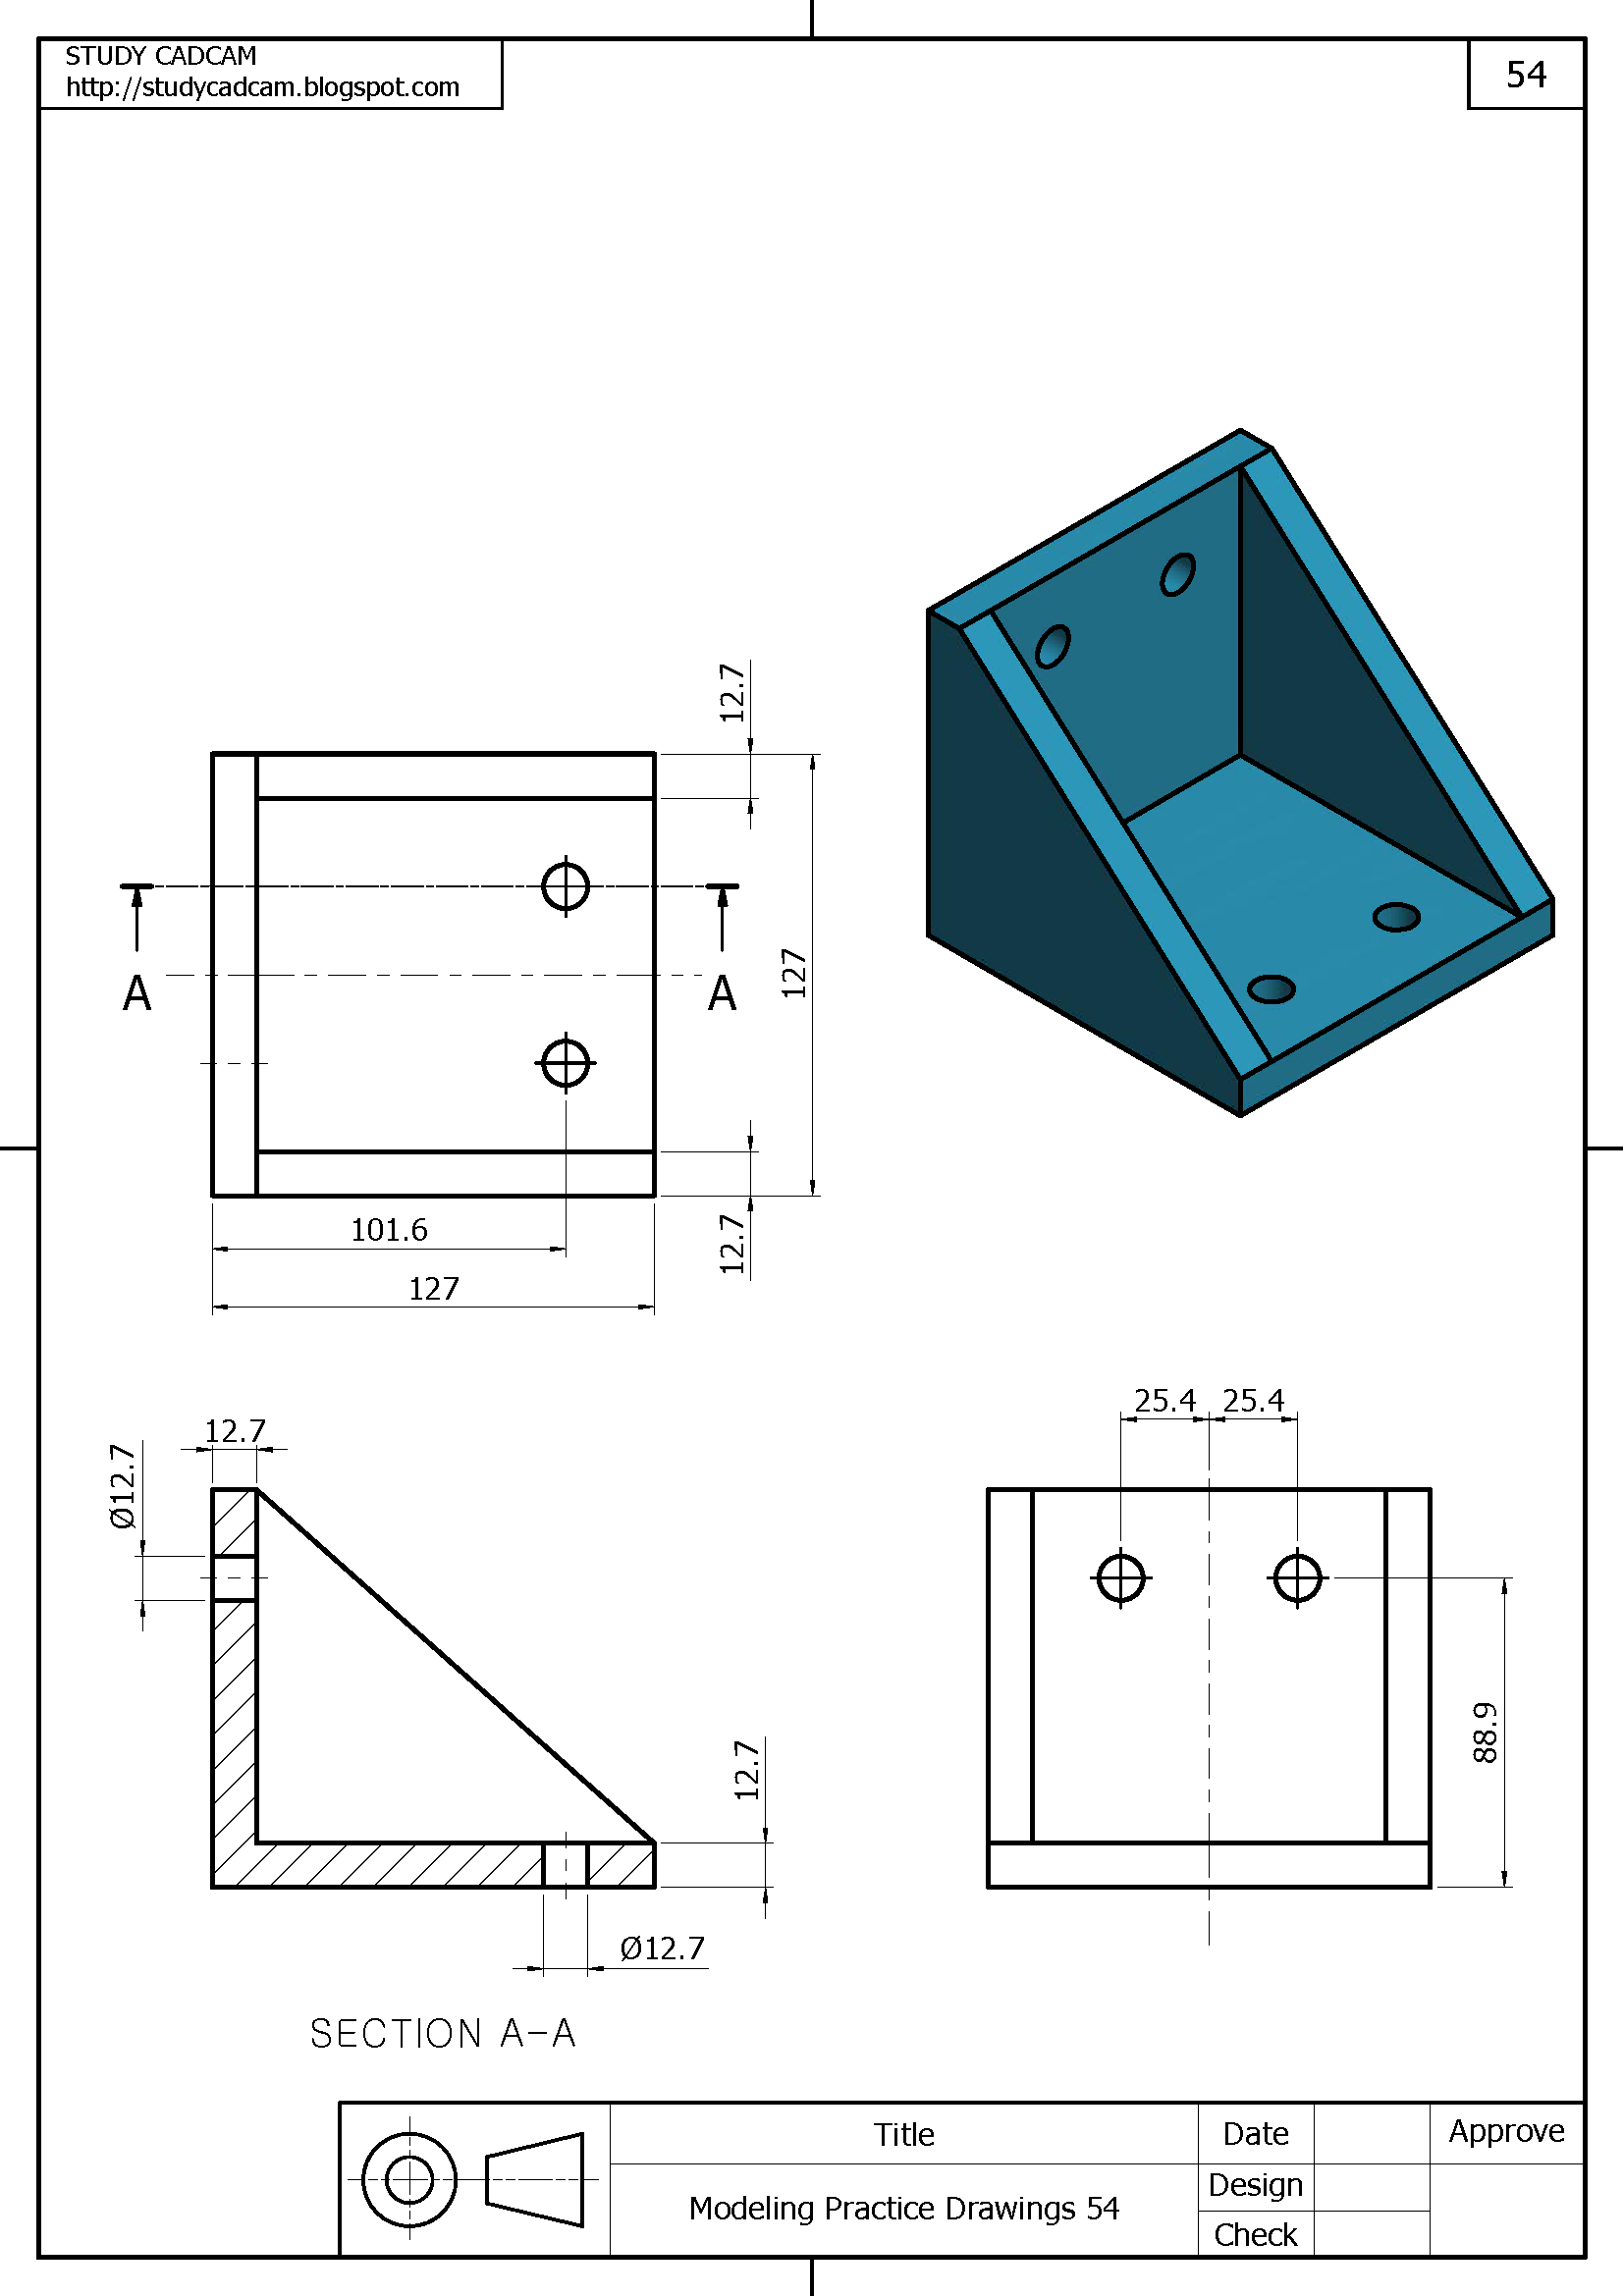 STUDY CADCAM
http://studycadcam.blogspot.com
54
12.7
127
A
A
12.7
101.6
127
25.4 25.4
12.7
Ø12.7
88.9
12.7
Ø12.7
SECTION A-A
Title
Date
Approve
Design
Modeling Practice Drawings 54
Check